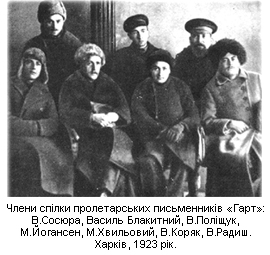 Члени спілки пролетарських письменників «Гарт»:
В.Сосюра, Василь Блакитний, В.Поліщук,
М.Йогансен, М.Хвильовий, В.Коряк, В.Радиш.
Харків, 1923 рік.